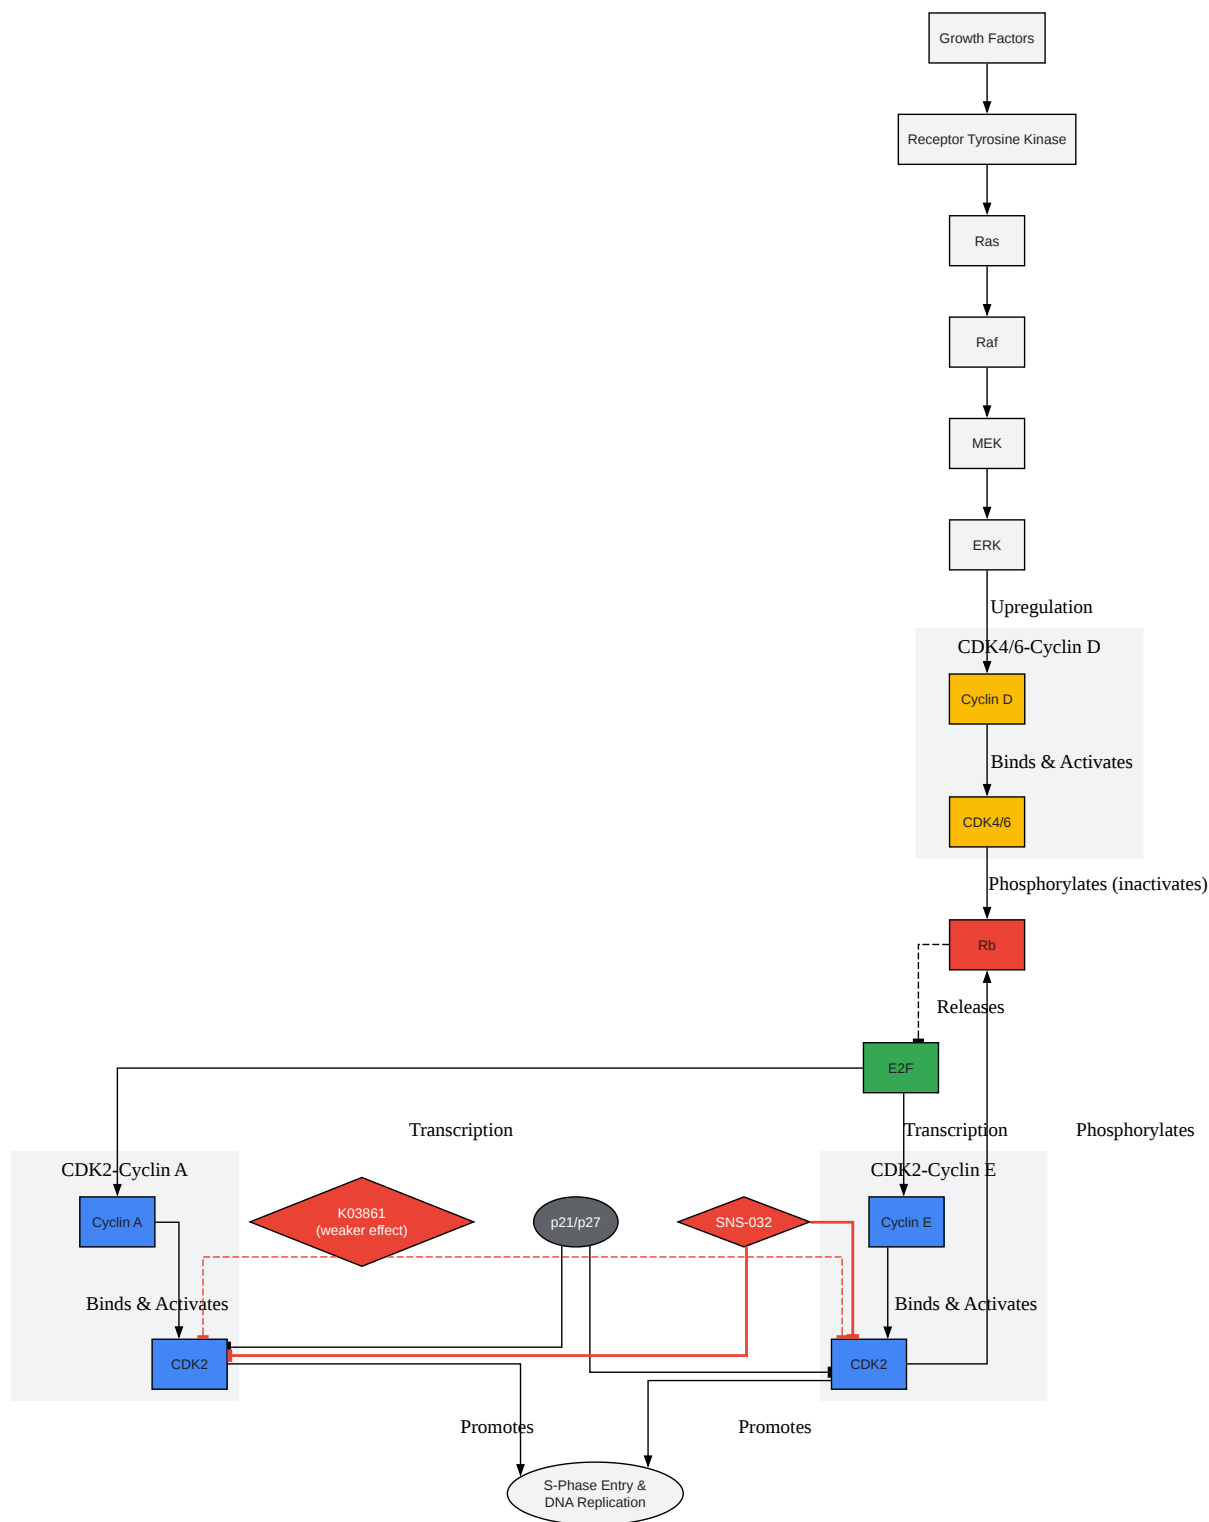 Growth Factors
Receptor Tyrosine Kinase
Ras
Raf
MEK
ERK
Upregulation
CDK4/6-Cyclin D
Cyclin D
Binds & Activates
CDK4/6
Phosphorylates (inactivates)
Rb
Releases
E2F
Transcription
Transcription
Phosphorylates
CDK2-Cyclin A
CDK2-Cyclin E
Cyclin A
K03861
(weaker effect)
p21/p27
SNS-032
Cyclin E
Binds & Activates
Binds & Activates
CDK2
CDK2
Promotes
Promotes
S-Phase Entry &
DNA Replication